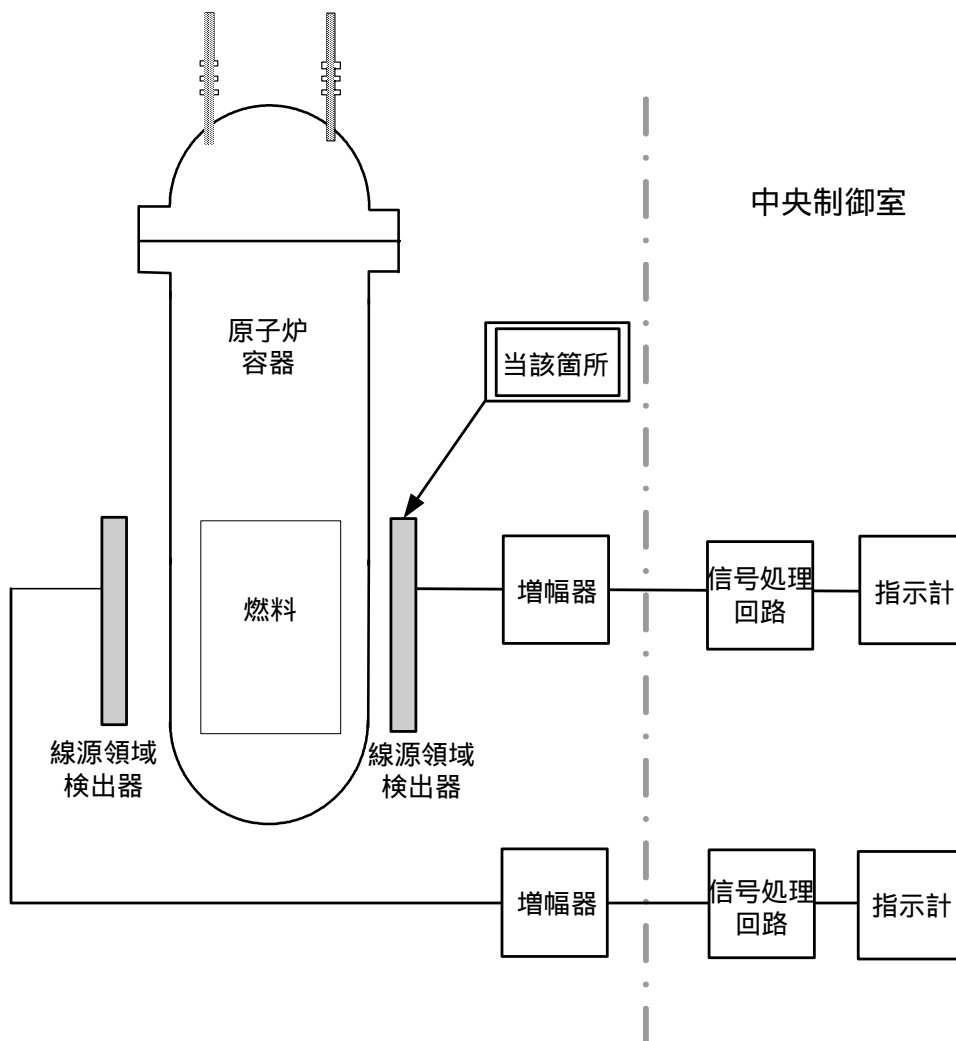 中央制御室
原子炉
容器
当該箇所
燃料
増幅器
信号処理
回路
指示計
線源領域
検出器
線源領域
検出器
増幅器
信号処理
回路
指示計